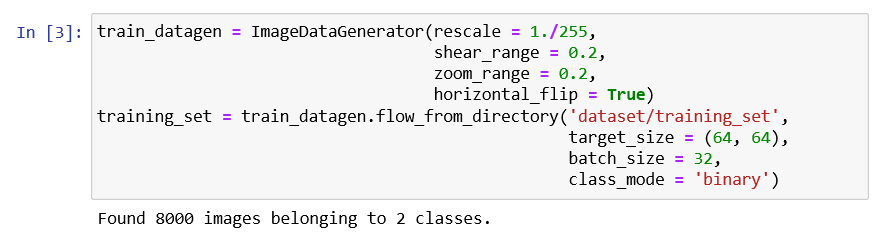 In [3]: train_datagen = ImageDataGenerator(rescale = 1./255,
shear_range = 0.2,
zoom_range = 0.2,
horizontal_flip = True)
training_set = train_datagen.flow_from_directory('dataset/training_set',
target_size = (64, 64),
batch_size = 32,
class_mode = 'binary')
Found 8000 images belonging to 2 classes.